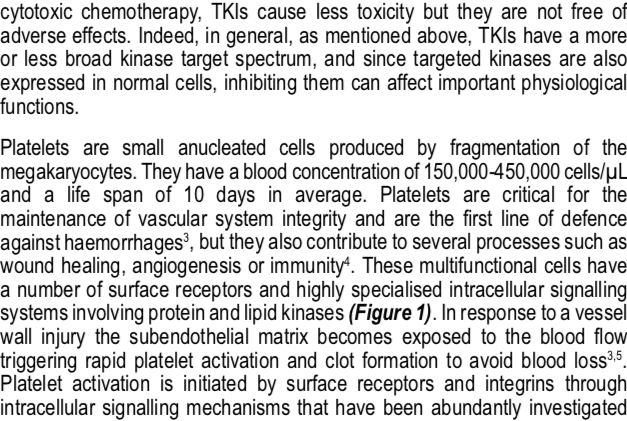 cytotoxic chemotherapy, TKIs cause less toxicity but they are not free of
adverse effects. Indeed, in general, as mentioned above, TKIs have a more
or less broad kinase target spectrum, and since targeted kinases are also
expressed in normal cells, inhibiting them can affect important physiological
functions.
Platelets are small anucleated cells produced by fragmentation of the
megakaryocytes. They have a blood concentration of 150,000-450,000 cells/µL
and a life span of 10 days in average. Platelets are critical for the
maintenance of vascular system integrity and are the first line of defence
against haemorrhages³, but they also contribute to several processes such as
wound healing, angiogenesis or immunity⁴. These multifunctional cells have
a number of surface receptors and highly specialised intracellular signalling
systems involving protein and lipid kinases (Figure 1). In response to a vessel
wall injury the subendothelial matrix becomes exposed to the blood flow
triggering rapid platelet activation and clot formation to avoid blood loss³,⁵.
Platelet activation is initiated by surface receptors and integrins through
intracellular signalling mechanisms that have been abundantly investigated